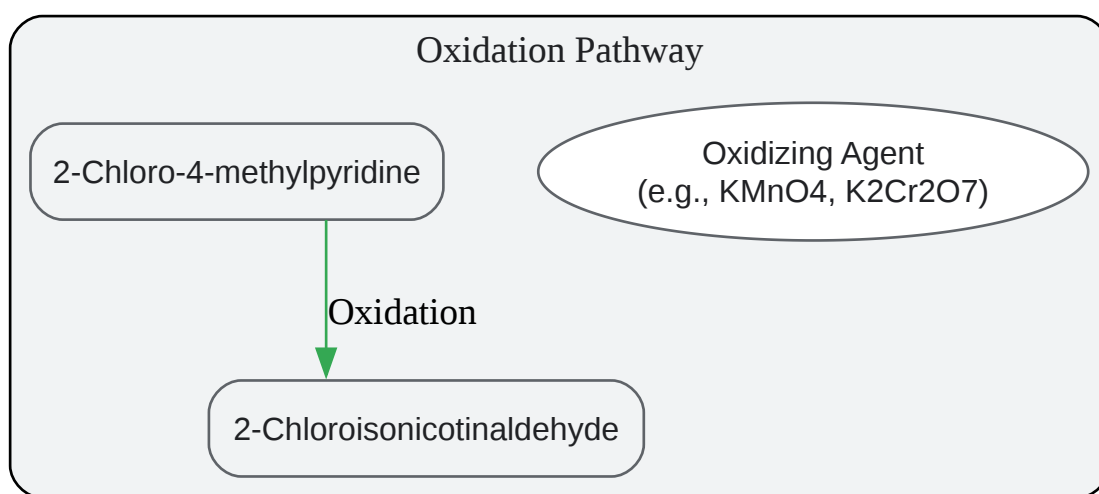 Oxidation Pathway
2-Chloro-4-methylpyridine
Oxidizing Agent
(e.g., KMnO4, K2Cr2O7)
Oxidation
2-Chloroisonicotinaldehyde